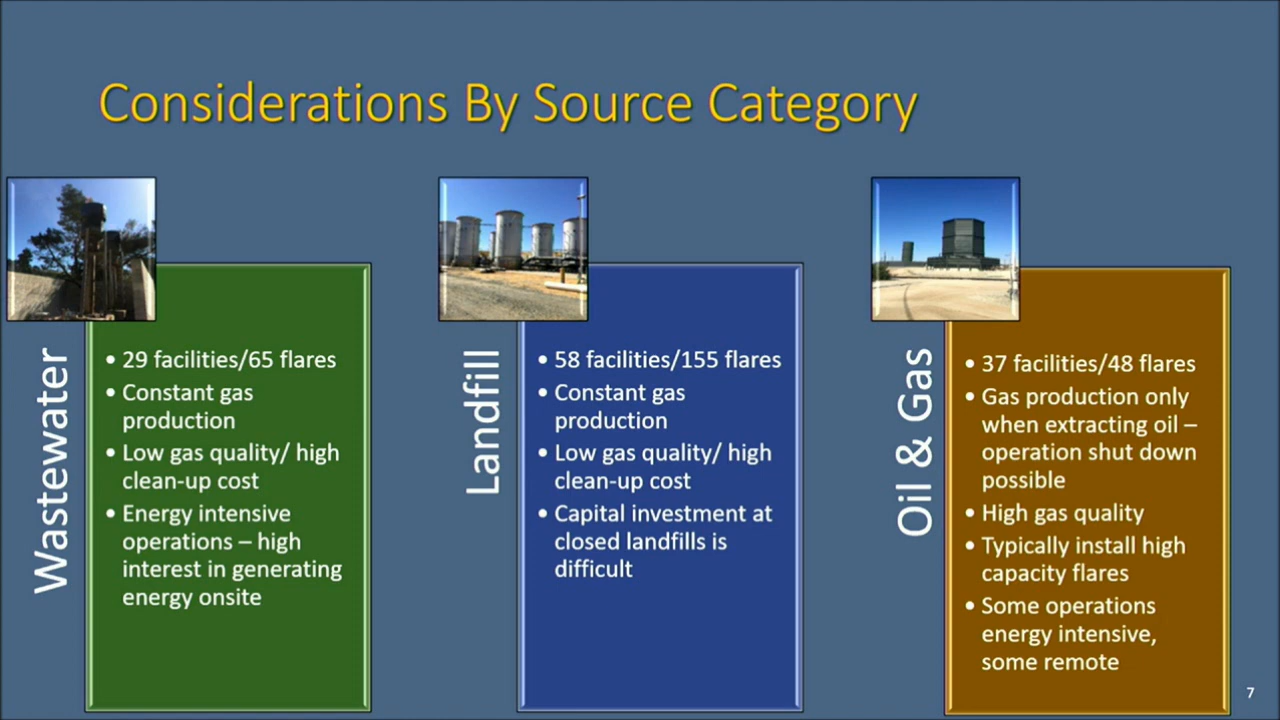 Considerations By Source Category
Wastewater
• 29 facilities/65 flares
• Constant gas
production
• Low gas quality/ high
clean-up cost
• Energy intensive
operations – high
interest in generating
energy onsite
Landfill
• 58 facilities/155 flares
• Constant gas
production
• Low gas quality/ high
clean-up cost
• Capital investment at
closed landfills is
difficult
Oil & Gas
• 37 facilities/48 flares
• Gas production only
when extracting oil –
operation shut down
possible
• High gas quality
• Typically install high
capacity flares
• Some operations
energy intensive,
some remote
7